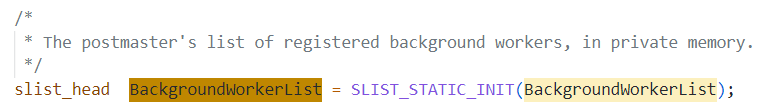 /*
* The postmaster's list of registered background workers, in private memory.
*/
slist_head BackgroundWorkerList = SLIST_STATIC_INIT(BackgroundWorkerList);